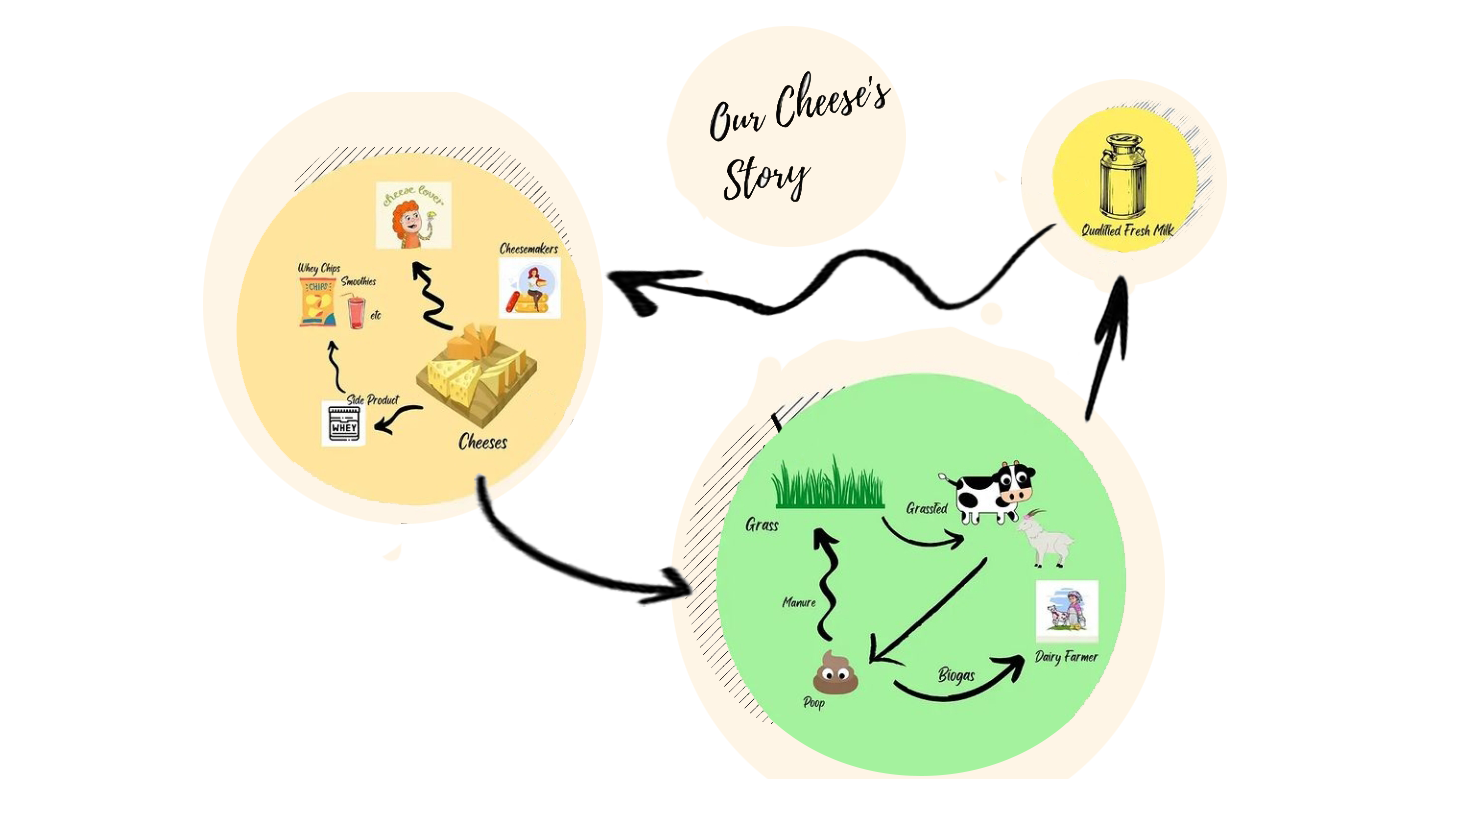 Our Cheese's
Story
Qualified Fresh Milk
cheese lover
Cheesemakers
Whey Chips
CHIPS
Smoothies
etc
Side Product
WHEY
Cheeses
Grass
Grassfed
Manure
Poop
Biogas
Dairy Farmer